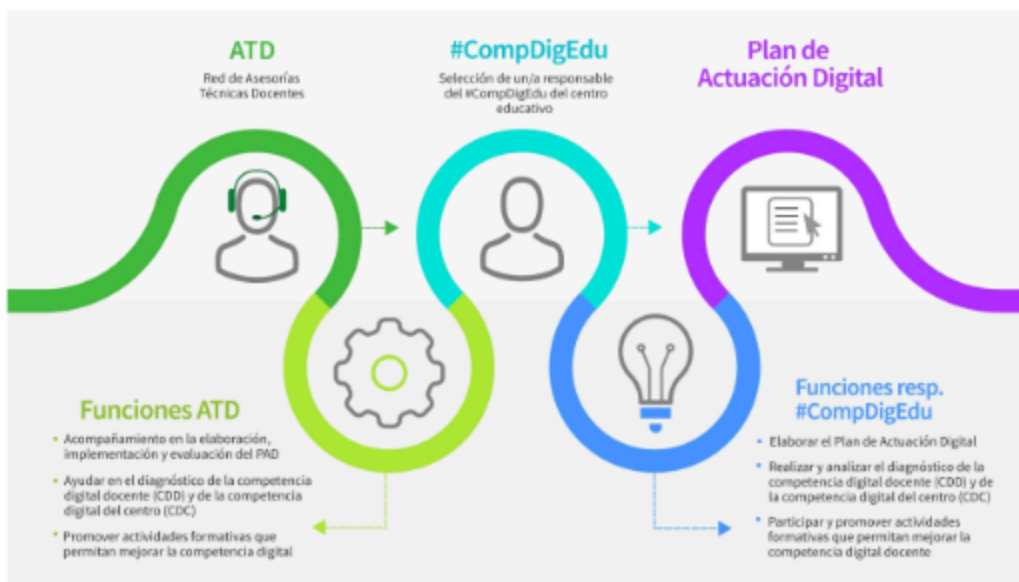 ATD
Red de Asesorías
Técnicas Docentes
#CompDigEdu
Selección de un/a responsable
del #CompDigEdu del centro
educativo
Plan de
Actuación Digital
Funciones ATD
• Acompañamiento en la elaboración,
implementación y evaluación del PAD
• Ayudar en el diagnóstico de la competencia
digital docente (CDD) y de la competencia
digital del centro (CDC)
• Promover actividades formativas que
permitan mejorar la competencia digital
Funciones resp.
#CompDigEdu
• Elaborar el Plan de Actuación Digital
• Realizar y analizar el diagnóstico de la
competencia digital docente (CDD) y de
la competencia digital del centro (CDC)
• Participar y promover actividades
formativas que permitan mejorar la
competencia digital docente